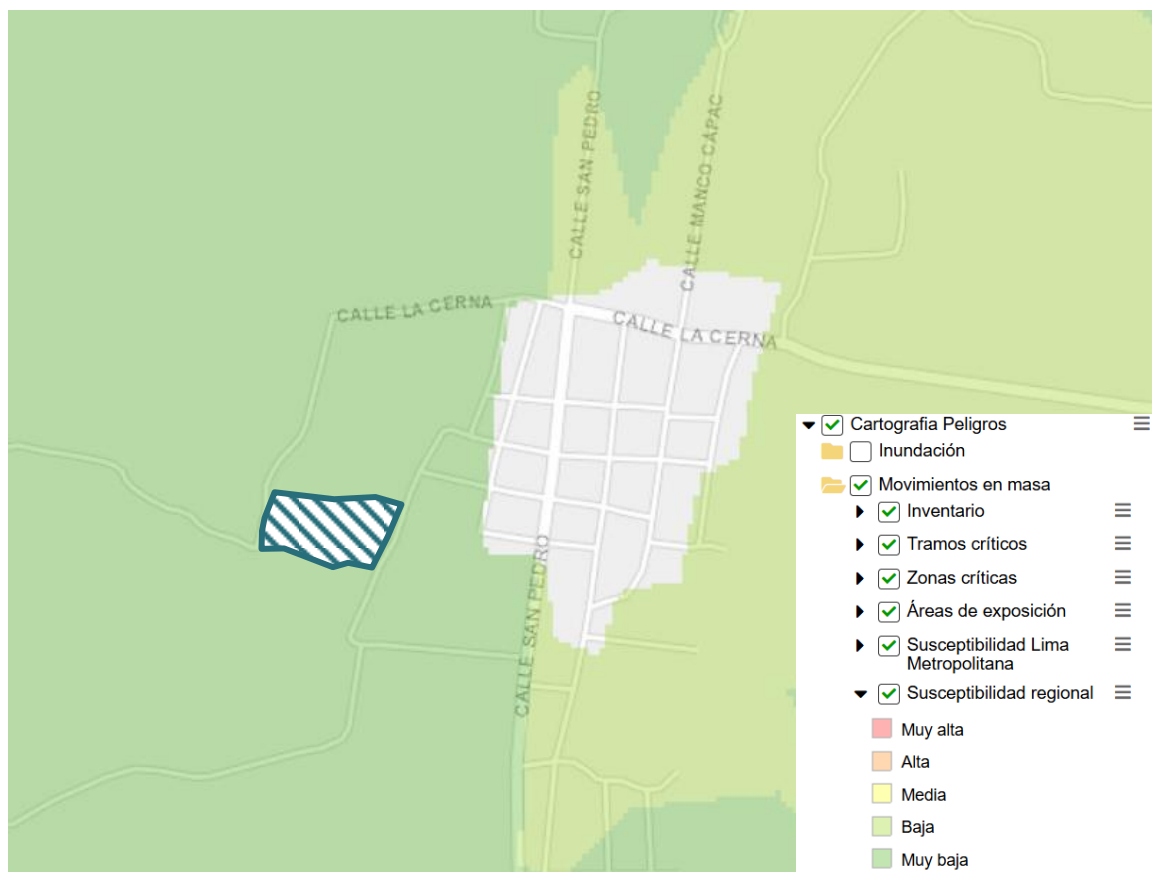 CALLE SAN PEDRO
CALLE MANCO CAPAC
CALLE LA CERNA
CALLE LA CERNA
CALLE SAN PEDRO
Cartografia Peligros
Inundación
Movimientos en masa
Inventario
Tramos críticos
Zonas críticas
Áreas de exposición
Susceptibilidad Lima
Metropolitana
Susceptibilidad regional
Muy alta
Alta
Media
Baja
Muy baja